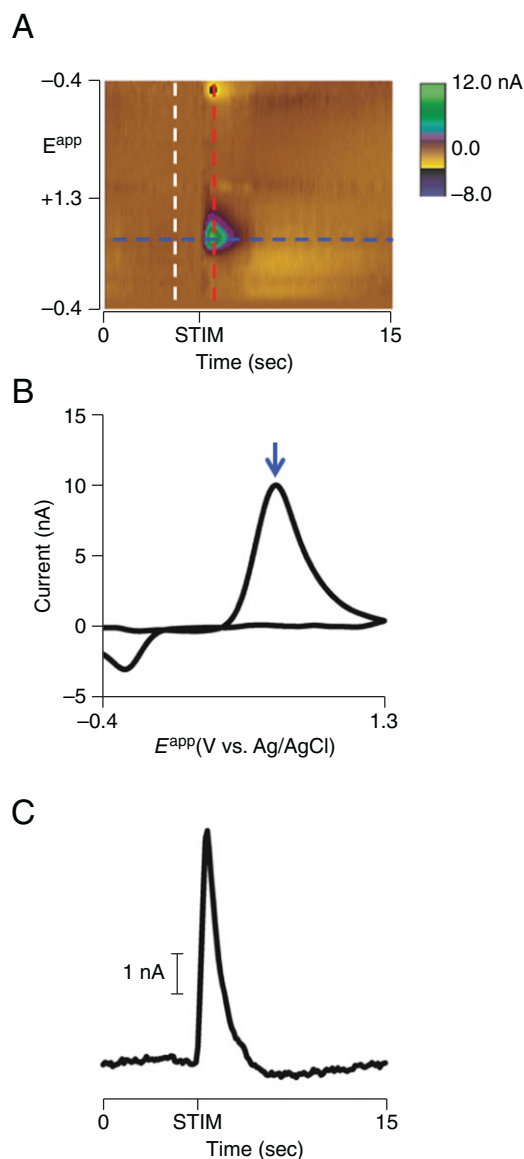 A
−0.4
E^app
+1.3
−0.4
0 STIM 15
Time (sec)
12.0 nA
0.0
−8.0
B
15
10
5
0
−5
Current (nA)
−0.4 1.3
E^app(V vs. Ag/AgCl)
C
1 nA
0 STIM 15
Time (sec)